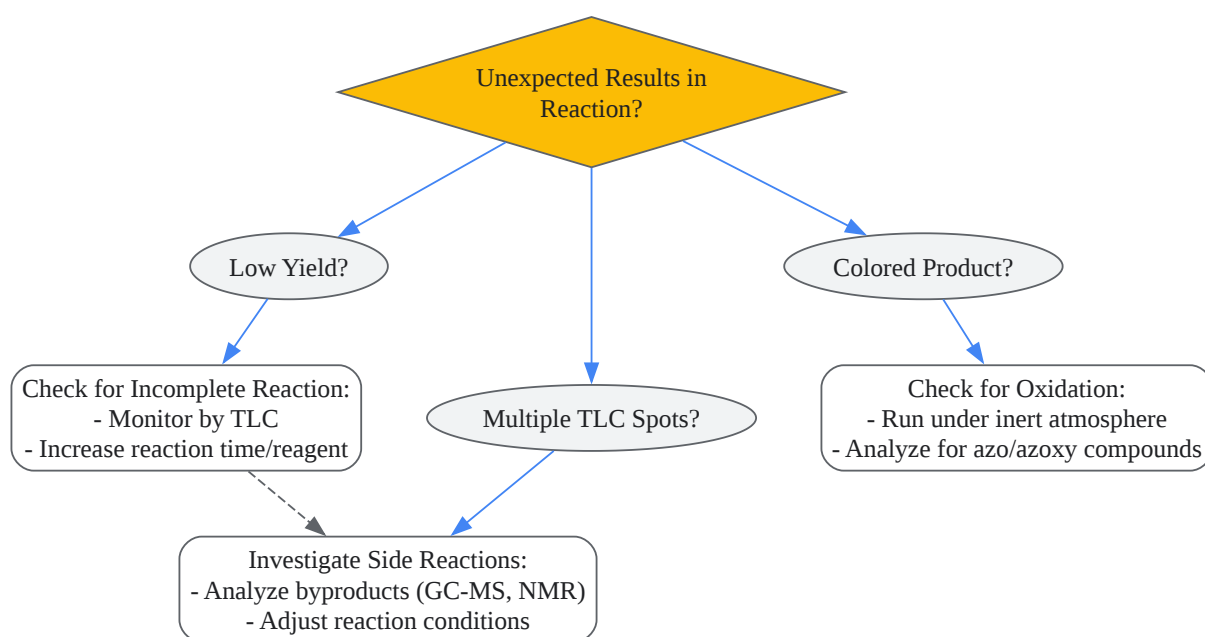 Unexpected Results in
Reaction?
Low Yield?
Colored Product?
Check for Incomplete Reaction:
- Monitor by TLC
- Increase reaction time/reagent
Multiple TLC Spots?
Check for Oxidation:
- Run under inert atmosphere
- Analyze for azo/azoxy compounds
Investigate Side Reactions:
- Analyze byproducts (GC-MS, NMR)
- Adjust reaction conditions